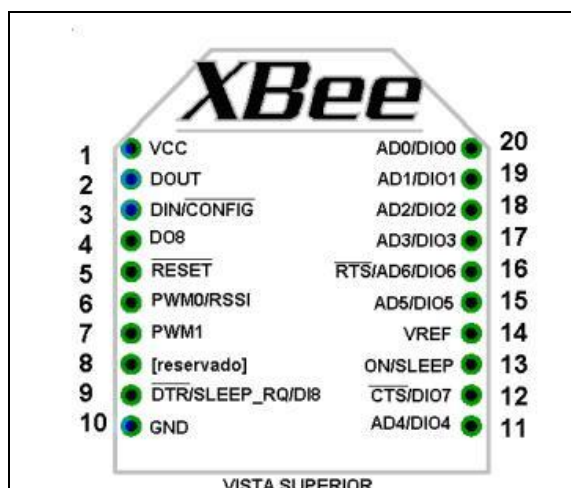 XBee
1 VCC AD0/DIO0 20
2 DOUT AD1/DIO1 19
3 DIN/CONFIG AD2/DIO2 18
4 DO8 AD3/DIO3 17
5 RESET RTS/AD6/DIO6 16
6 PWM0/RSSI AD5/DIO5 15
7 PWM1 VREF 14
8 [reservado] ON/SLEEP 13
9 DTR/SLEEP_RQ/DI8 CTS/DIO7 12
10 GND AD4/DIO4 11
VISTA SUPERIOR